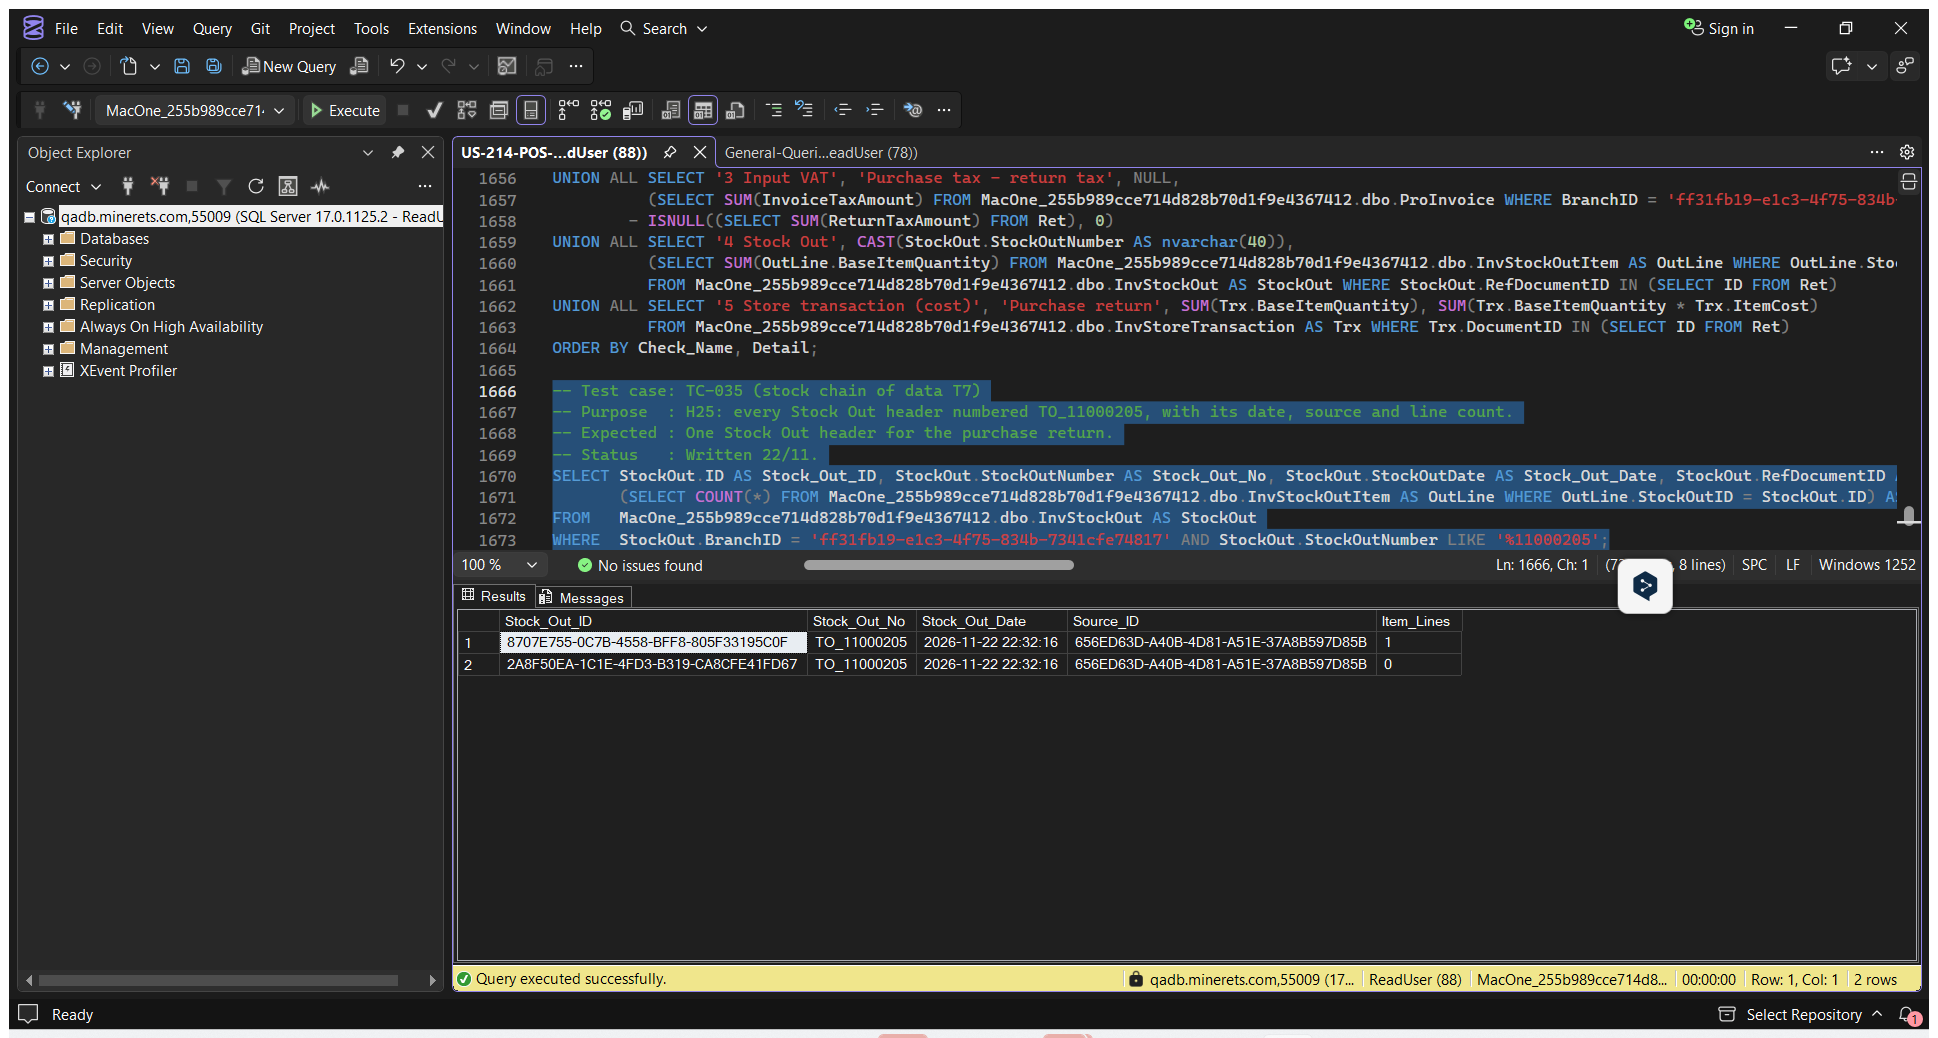 File Edit View Query Git Project Tools Extensions Window Help Search Sign in
New Query
MacOne_255b989cce71 Execute
Object Explorer
Connect
qadb.minerets.com,55009 (SQL Server 17.0.1125.2 - ReadU
Databases
Security
Server Objects
Replication
Always On High Availability
Management
XEvent Profiler
US-214-POS-...dUser (88)) General-Queri...eadUser (78))
1656 UNION ALL SELECT '3 Input VAT', 'Purchase tax - return tax', NULL,
1657 (SELECT SUM(InvoiceTaxAmount) FROM MacOne_255b989cce714d828b70d1f9e4367412.dbo.ProInvoice WHERE BranchID = 'ff31fb19-e1c3-4f75-834b-
1658 - ISNULL((SELECT SUM(ReturnTaxAmount) FROM Ret), 0)
1659 UNION ALL SELECT '4 Stock Out', CAST(StockOut.StockOutNumber AS nvarchar(40)),
1660 (SELECT SUM(OutLine.BaseItemQuantity) FROM MacOne_255b989cce714d828b70d1f9e4367412.dbo.InvStockOutItem AS OutLine WHERE OutLine.Sto
1661 FROM MacOne_255b989cce714d828b70d1f9e4367412.dbo.InvStockOut AS StockOut WHERE StockOut.RefDocumentID IN (SELECT ID FROM Ret)
1662 UNION ALL SELECT '5 Store transaction (cost)', 'Purchase return', SUM(Trx.BaseItemQuantity), SUM(Trx.BaseItemQuantity * Trx.ItemCost)
1663 FROM MacOne_255b989cce714d828b70d1f9e4367412.dbo.InvStoreTransaction AS Trx WHERE Trx.DocumentID IN (SELECT ID FROM Ret)
1664 ORDER BY Check_Name, Detail;
1665
1666 -- Test case: TC-035 (stock chain of data T7)
1667 -- Purpose : H25: every Stock Out header numbered TO_11000205, with its date, source and line count.
1668 -- Expected : One Stock Out header for the purchase return.
1669 -- Status : Written 22/11.
1670 SELECT StockOut.ID AS Stock_Out_ID, StockOut.StockOutNumber AS Stock_Out_No, StockOut.StockOutDate AS Stock_Out_Date, StockOut.RefDocumentID
1671 (SELECT COUNT(*) FROM MacOne_255b989cce714d828b70d1f9e4367412.dbo.InvStockOutItem AS OutLine WHERE OutLine.StockOutID = StockOut.ID) A
1672 FROM MacOne_255b989cce714d828b70d1f9e4367412.dbo.InvStockOut AS StockOut
1673 WHERE StockOut.BranchID = 'ff31fb19-e1c3-4f75-834b-7341cfe74817' AND StockOut.StockOutNumber LIKE '%11000205';
100 % No issues found Ln: 1666, Ch: 1 8 lines) SPC LF Windows 1252
Results Messages
Stock_Out_ID Stock_Out_No Stock_Out_Date Source_ID Item_Lines
1 8707E755-0C7B-4558-BFF8-805F33195C0F TO_11000205 2026-11-22 22:32:16 656ED63D-A40B-4D81-A51E-37A8B597D85B 1
2 2A8F50EA-1C1E-4FD3-B319-CA8CFE41FD67 TO_11000205 2026-11-22 22:32:16 656ED63D-A40B-4D81-A51E-37A8B597D85B 0
Query executed successfully. qadb.minerets.com,55009 (17... ReadUser (88) MacOne_255b989cce714d8... 00:00:00 Row: 1, Col: 1 2 rows
Ready Select Repository 1